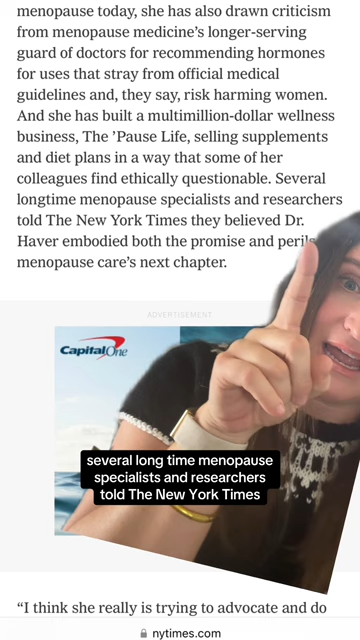 menopause today, she has also drawn criticism
from menopause medicine's longer-serving
guard of doctors for recommending hormones
for uses that stray from official medical
guidelines and, they say, risk harming women.
And she has built a multimillion-dollar wellness
business, The 'Pause Life, selling supplements
and diet plans in a way that some of her
colleagues find ethically questionable. Several
longtime menopause specialists and researchers
told The New York Times they believed Dr.
Haver embodied both the promise and perils
menopause care's next chapter.
ADVERTISEMENT
Capital One
several long time menopause
specialists and researchers
told The New York Times
“I think she really is trying to advocate and do
nytimes.com